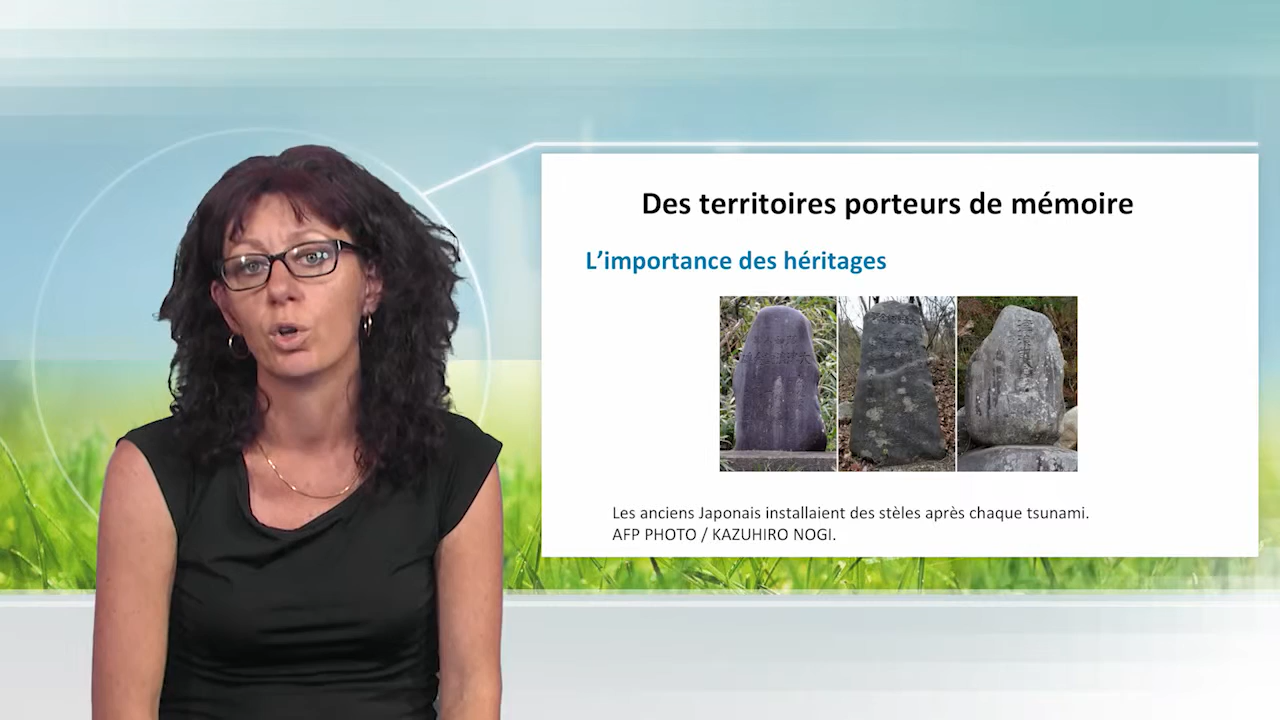 Des territoires porteurs de mémoire
L’importance des héritages
Les anciens Japonais installaient des stèles après chaque tsunami.
AFP PHOTO / KAZUHIRO NOGI.